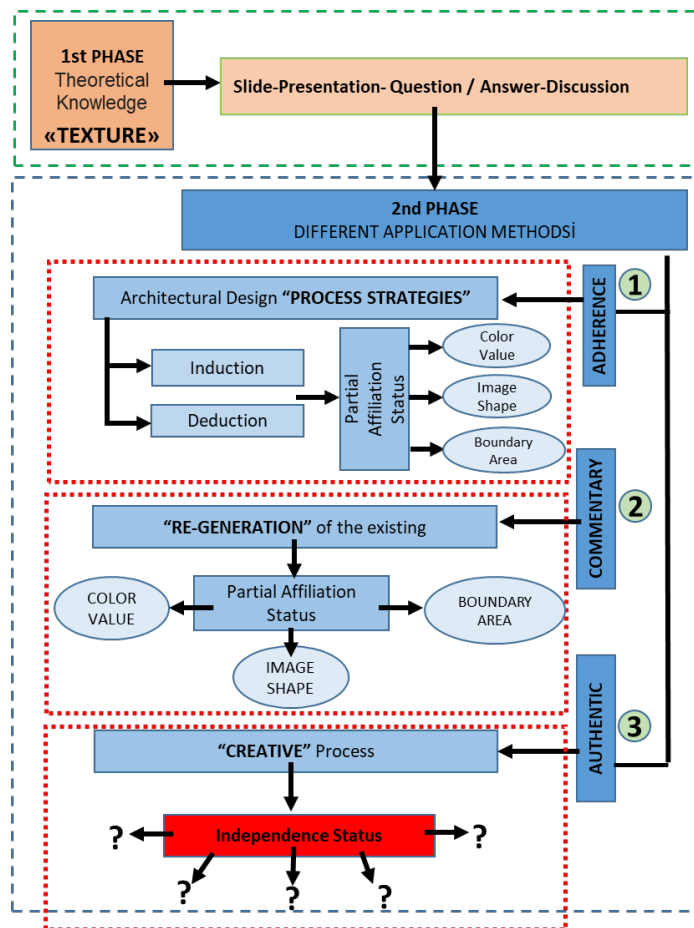 1st PHASE
Theoretical
Knowledge
«TEXTURE»
Slide-Presentation- Question / Answer-Discussion
2nd PHASE
DIFFERENT APPLICATION METHODSİ
1
ADHERENCE
Architectural Design “PROCESS STRATEGIES”
Induction
Deduction
Partial
Affiliation
Status
Color
Value
Image
Shape
Boundary
Area
2
COMMENTARY
“RE-GENERATION” of the existing
Partial Affiliation
Status
COLOR
VALUE
BOUNDARY
AREA
IMAGE
SHAPE
3
AUTHENTIC
“CREATIVE” Process
Independence Status
?
?
?
?
?